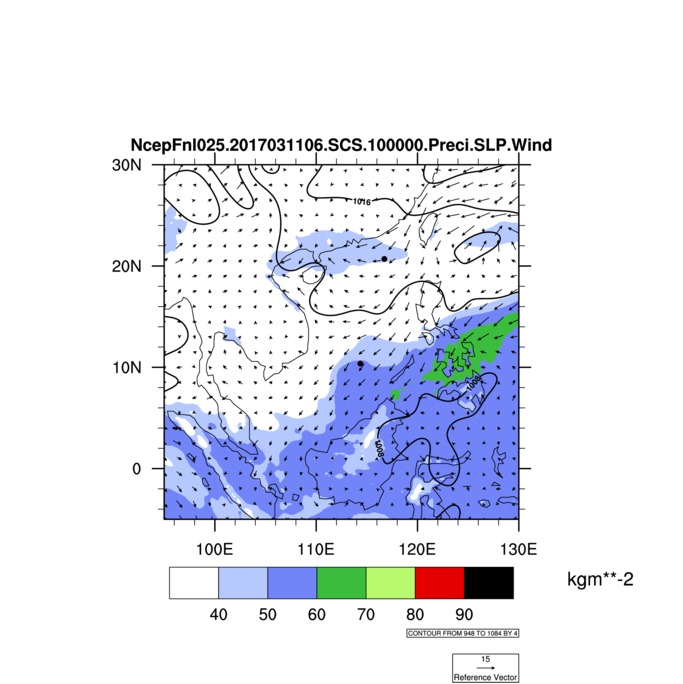 NcepFnl025.2017031106.SCS.100000.Preci.SLP.Wind
30N
1016
20N
10N
1008
1008
0
100E 110E 120E 130E
kgm**-2
40 50 60 70 80 90
CONTOUR FROM 948 TO 1084 BY 4
15
Reference Vector